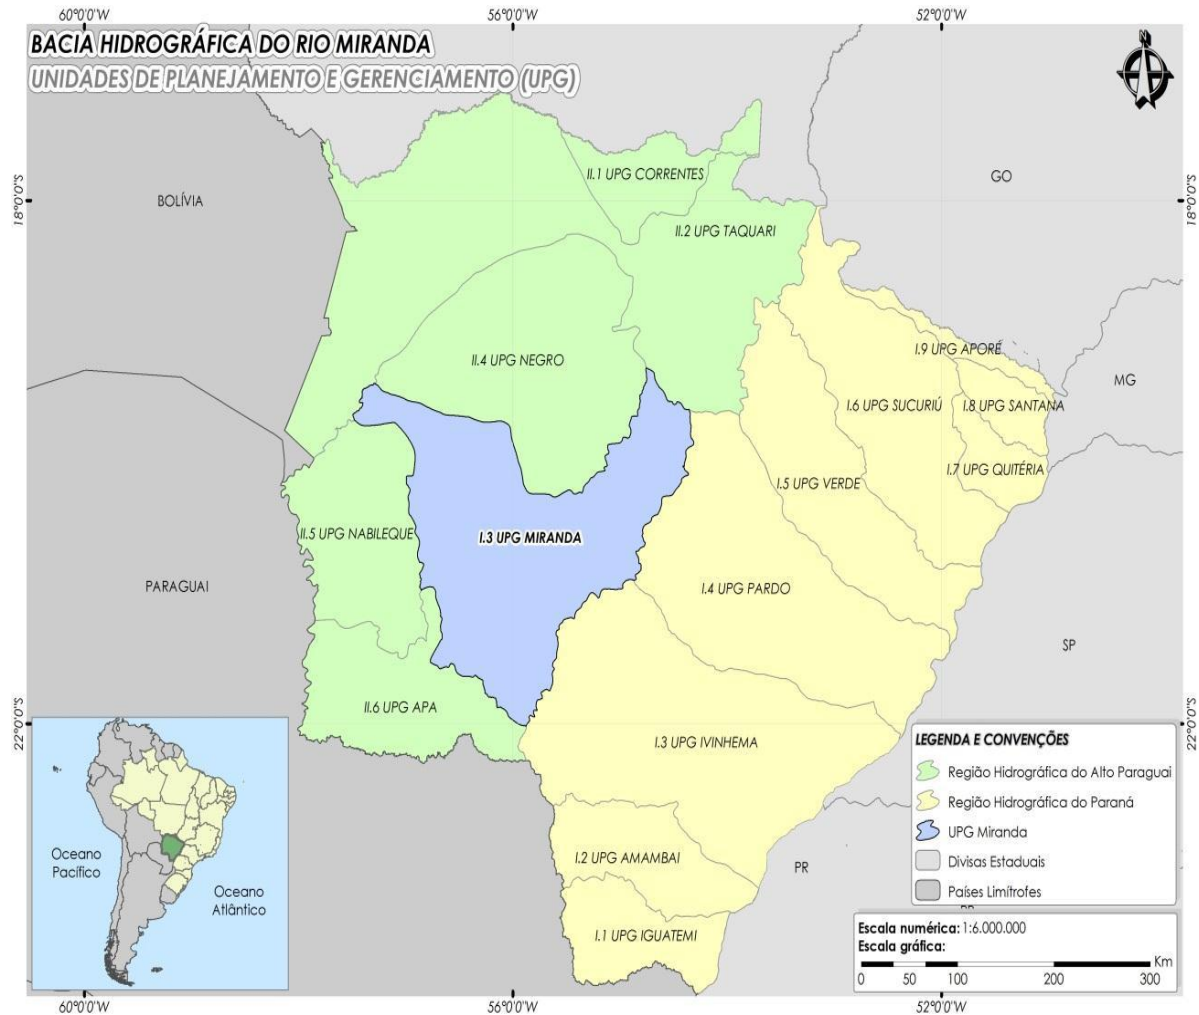 60°0'0"W
56°0'0"W
52°0'0"W
BACIA HIDROGRÁFICA DO RIO MIRANDA
UNIDADES DE PLANEJAMENTO E GERENCIAMENTO (UPG)
GO
BOLÍVIA
18°0'0"S
18°0'0"S
II.1 UPG CORRENTES
II.2 UPG TAQUARI
II.4 UPG NEGRO
I.9 UPG APORÉ
MG
I.6 UPG SUCURIÚ
I.8 UPG SANTANA
I.7 UPG QUITÉRIA
I.5 UPG VERDE
II.5 UPG NABILEQUE
I.3 UPG MIRANDA
PARAGUAI
I.4 UPG PARDO
SP
II.6 UPG APA
22°0'0"S
22°0'0"S
I.3 UPG IVINHEMA
I.2 UPG AMAMBAI
PR
I.1 UPG IGUATEMI
Oceano
Pacífico
Oceano
Atlântico
LEGENDA E CONVENÇÕES
Região Hidrográfica do Alto Paraguai
Região Hidrográfica do Paraná
UPG Miranda
Divisas Estaduais
Países Limítrofes
Escala numérica: 1:6.000.000
Escala gráfica:
Km
0 50 100 200 300
60°0'0"W
56°0'0"W
52°0'0"W